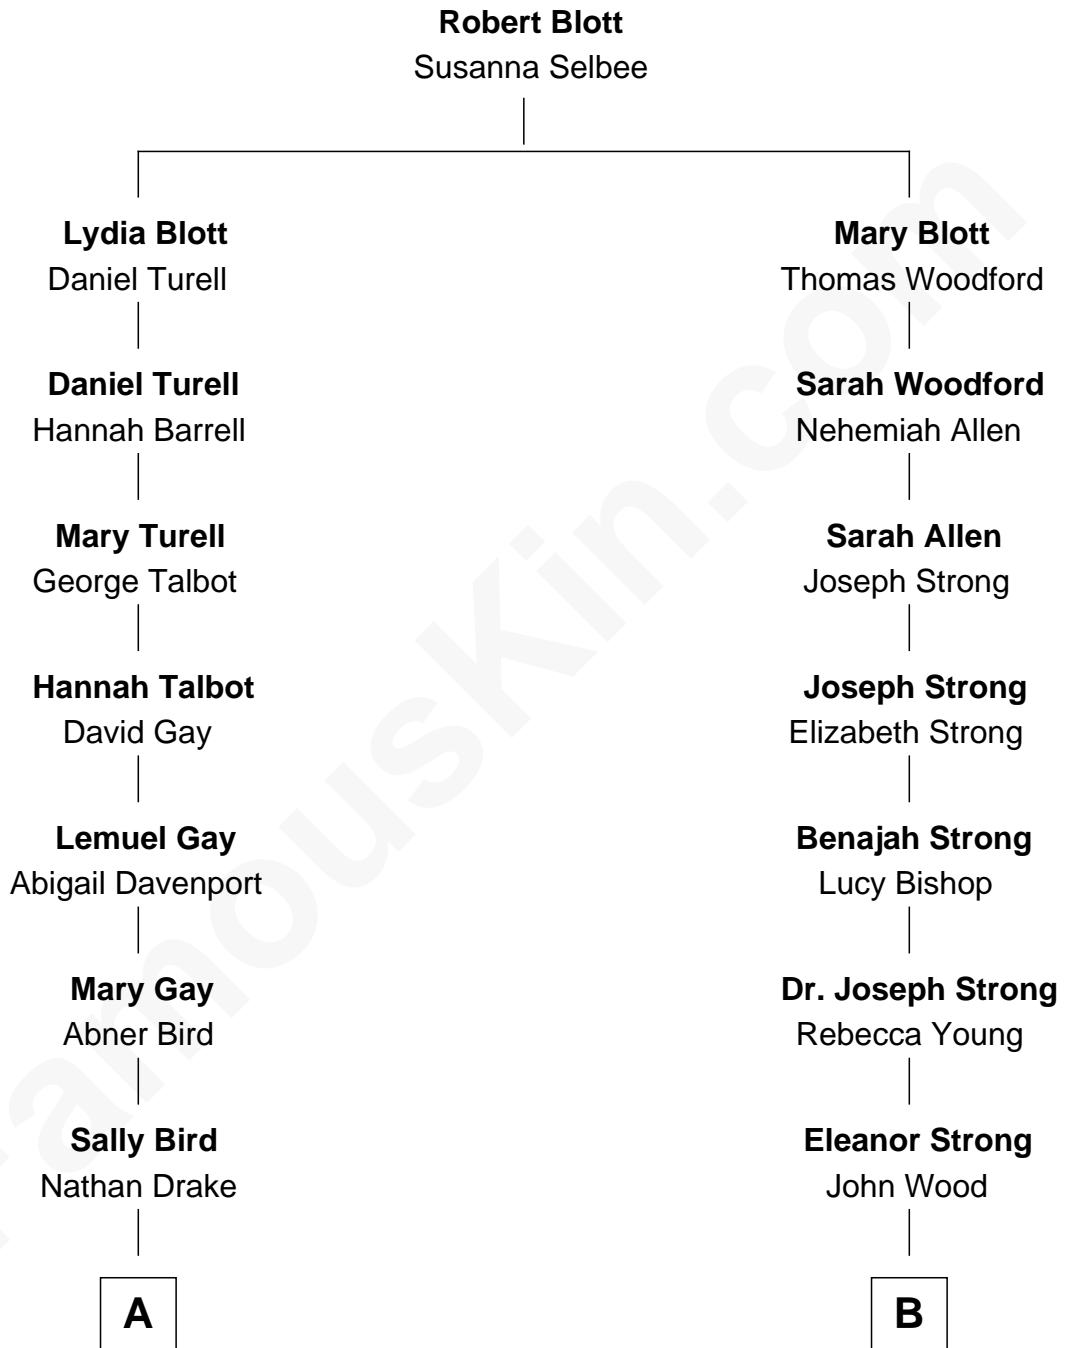 Robert Blott
Susanna Selbee
Lydia Blott
Daniel Turell
Mary Blott
Thomas Woodford
Daniel Turell
Hannah Barrell
Sarah Woodford
Nehemiah Allen
Mary Turell
George Talbot
Sarah Allen
Joseph Strong
Hannah Talbot
David Gay
Joseph Strong
Elizabeth Strong
Lemuel Gay
Abigail Davenport
Benajah Strong
Lucy Bishop
Mary Gay
Abner Bird
Dr. Joseph Strong
Rebecca Young
Sally Bird
Nathan Drake
Eleanor Strong
John Wood
A
B
FamousKin.com